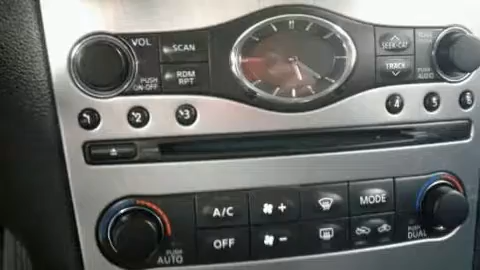 VOL
SCAN
SEEK·CAT
PUSH
ON·OFF
RDM
RPT
TRACK
PUSH
AUDIO
1
2
3
4
5
6
A/C
+
MODE
OFF
-
PUSH
AUTO
PUSH
DUAL